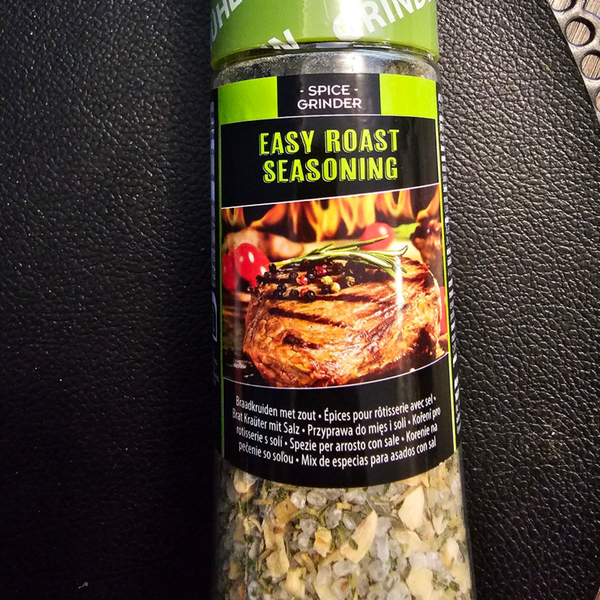 GRIND
- SPICE -
GRINDER
EASY ROAST
SEASONING
Braadkruiden met zout • Épices pour rôtisserie avec sel •
Brat Kraüter mit Salz • Przyprawa do mięs i soli • Koření pro
rotisserie s solí • Spezie per arrosto con sale • Korenie na
pečenie so soľou • Mix de especias para asados con sal